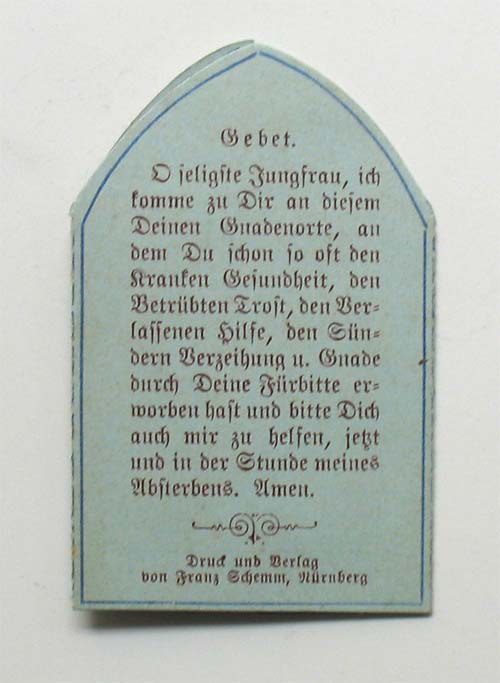 Gebet.
O seligste Jungfrau, ich
komme zu Dir an diesem
Deinen Gnadenorte, an
dem Du schon so oft den
Kranken Gesundheit, den
Betrübten Trost, den Ver-
lassenen Hilfe, den Sün-
dern Verzeihung u. Gnade
durch Deine Fürbitte er-
worben hast und bitte Dich
auch mir zu helfen, jetzt
und in der Stunde meines
Absterbens. Amen.
Druck und Verlag
von Franz Schemm, Nürnberg